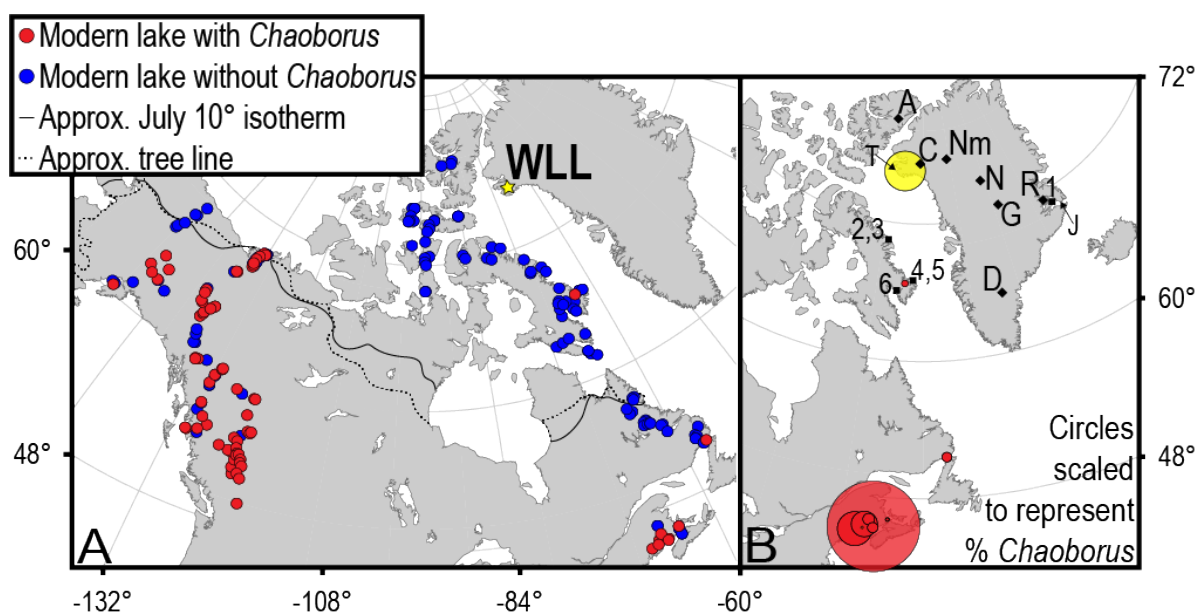 Modern lake with Chaoborus
Modern lake without Chaoborus
Approx. July 10° isotherm
Approx. tree line
WLL
A
72°
60°
48°
60°
48°
A
T
C
Nm
N
R
1
G
J
2,3
4,5
6
D
Circles
scaled
to represent
% Chaoborus
B
-132°
-108°
-84°
-60°